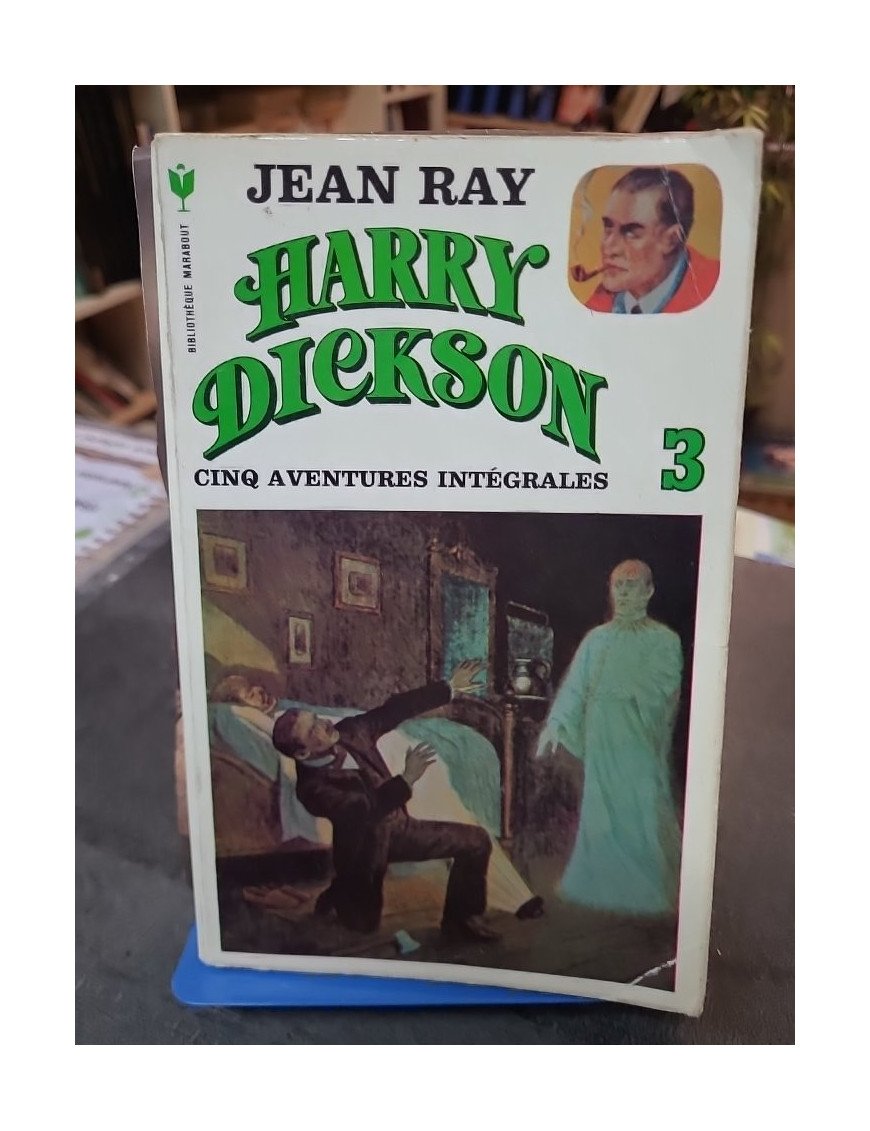 JEAN RAY
HARRY
DICKSON
CINQ AVENTURES INTÉGRALES
3
BIBLIOTHÈQUE MARABOUT